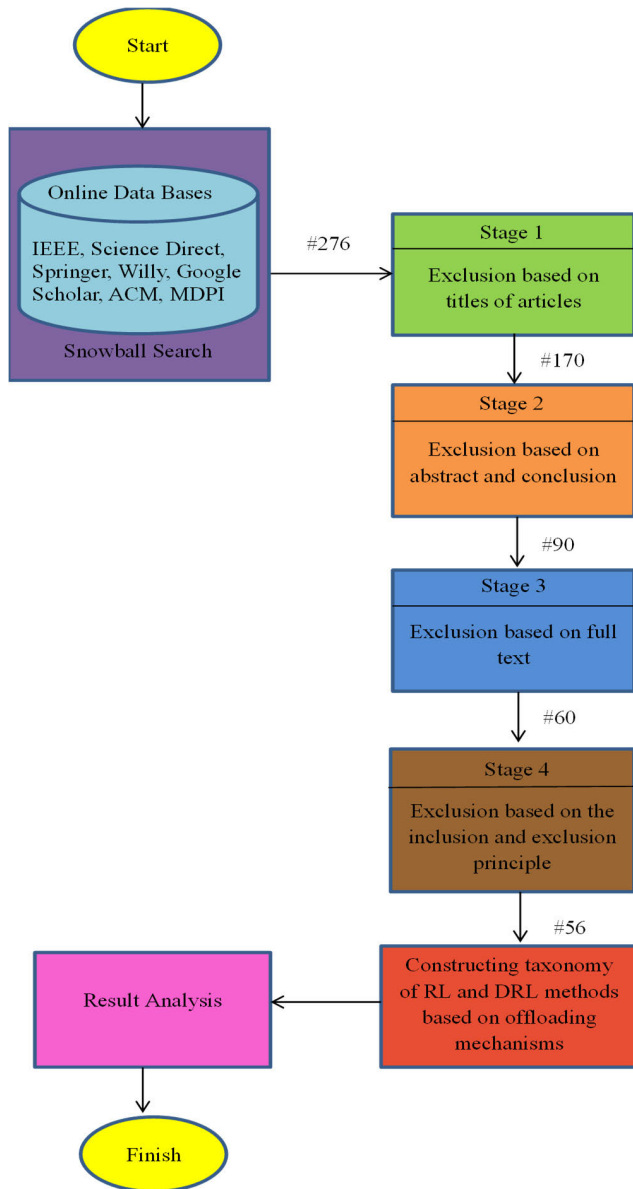 Start
Online Data Bases
IEEE, Science Direct,
Springer, Willy, Google
Scholar, ACM, MDPI
Snowball Search
#276
Stage 1
Exclusion based on
titles of articles
#170
Stage 2
Exclusion based on
abstract and conclusion
#90
Stage 3
Exclusion based on full
text
#60
Stage 4
Exclusion based on the
inclusion and exclusion
principle
#56
Constructing taxonomy
of RL and DRL methods
based on offloading
mechanisms
Result Analysis
Finish